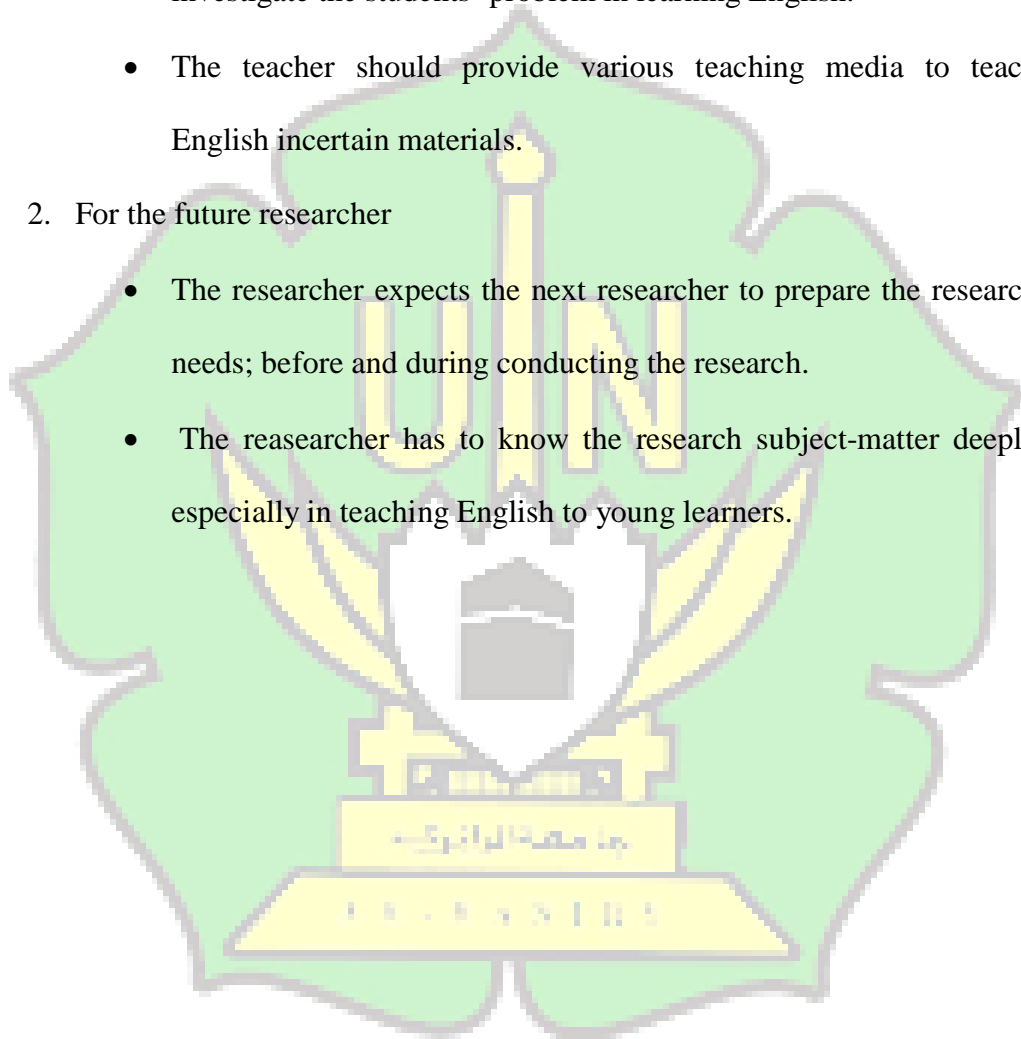 investigate the students' problem in learning English.
• The teacher should provide various teaching media to teac
English incertain materials.
2. For the future researcher
• The researcher expects the next researcher to prepare the researc
needs; before and during conducting the research.
• The reasearcher has to know the research subject-matter deepl
especially in teaching English to young learners.
UIN